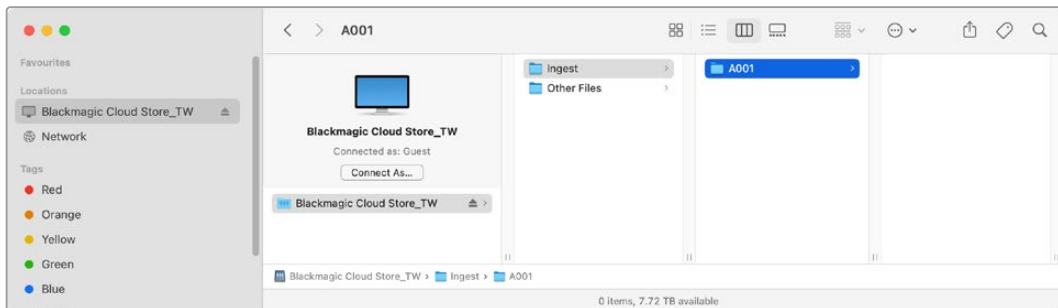 A001
Favourites
Locations
Blackmagic Cloud Store_TW
Network
Tags
Red
Orange
Yellow
Green
Blue
Blackmagic Cloud Store_TW
Connected as: Guest
Connect As...
Blackmagic Cloud Store_TW
Ingest
Other Files
A001
Blackmagic Cloud Store_TW › Ingest › A001
0 items, 7.72 TB available